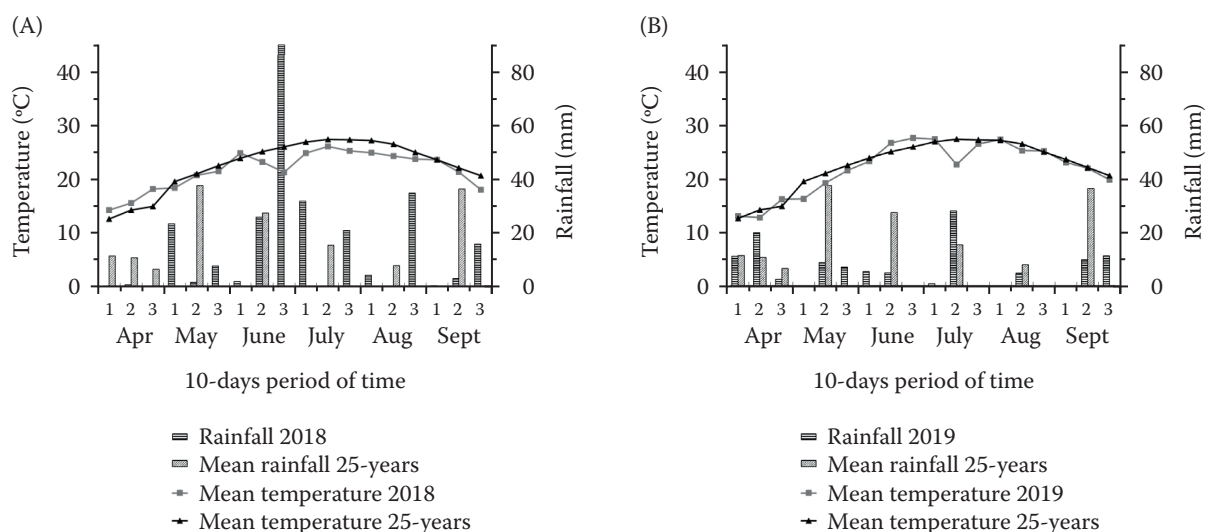 (A)
Temperature (ºC)
40
30
20
10
0
80
60
40
20
0
Rainfall (mm)
1 2 3 1 2 3 1 2 3 1 2 3 1 2 3 1 2 3
Apr May June July Aug Sept
10-days period of time
Rainfall 2018
Mean rainfall 25-years
Mean temperature 2018
Mean temperature 25-years
(B)
Temperature (ºC)
40
30
20
10
0
80
60
40
20
0
Rainfall (mm)
1 2 3 1 2 3 1 2 3 1 2 3 1 2 3 1 2 3
Apr May June July Aug Sept
10-days period of time
Rainfall 2019
Mean rainfall 25-years
Mean temperature 2019
Mean temperature 25-years